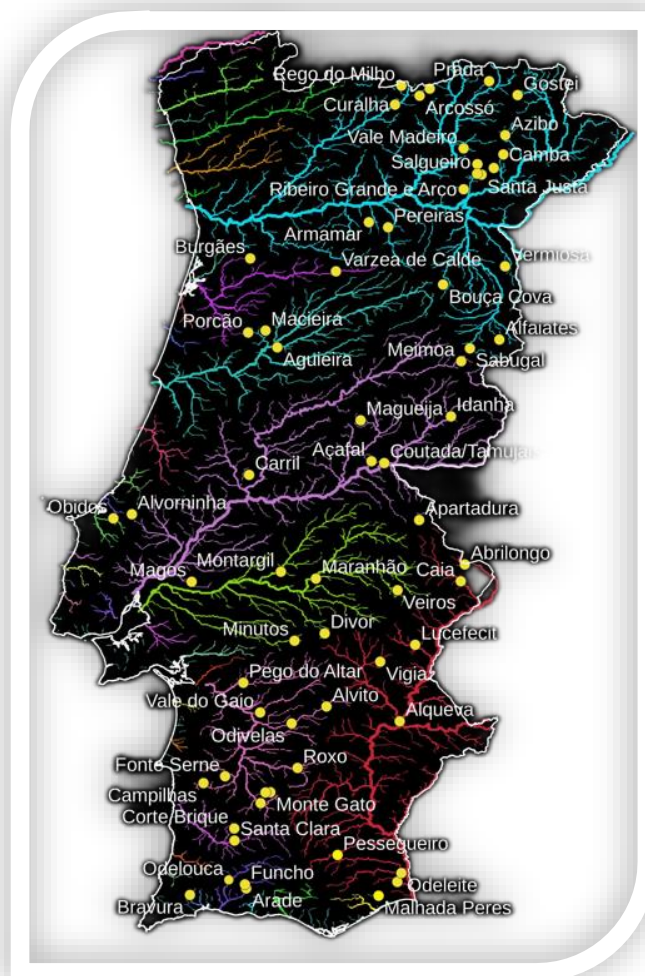 Rego do Milho
Prada
Gostei
Curalha
Arcossó
Azibo
Vale Madeiro
Salgueiro
Camba
Ribeiro Grande e Arco
Santa Justa
Pereiras
Armamar
Burgães
Varzea de Calde
Vermiosa
Bouça Cova
Porcão
Macieira
Alfaiates
Aguieira
Meimoa
Sabugal
Magueija
Idanha
Açafal
Coutada/Tamujais
Carril
Óbidos
Alvorninha
Apartadura
Abrilongo
Magos
Montargil
Maranhão
Caia
Veiros
Minutos
Divor
Lucefecit
Pego do Altar
Vigia
Vale do Gaio
Alvito
Alqueva
Odivelas
Fonte Serne
Roxo
Campilhas
Monte Gato
Corte Brique
Santa Clara
Pessegueiro
Odelouca
Funcho
Odeleite
Bravura
Arade
Malhada Peres